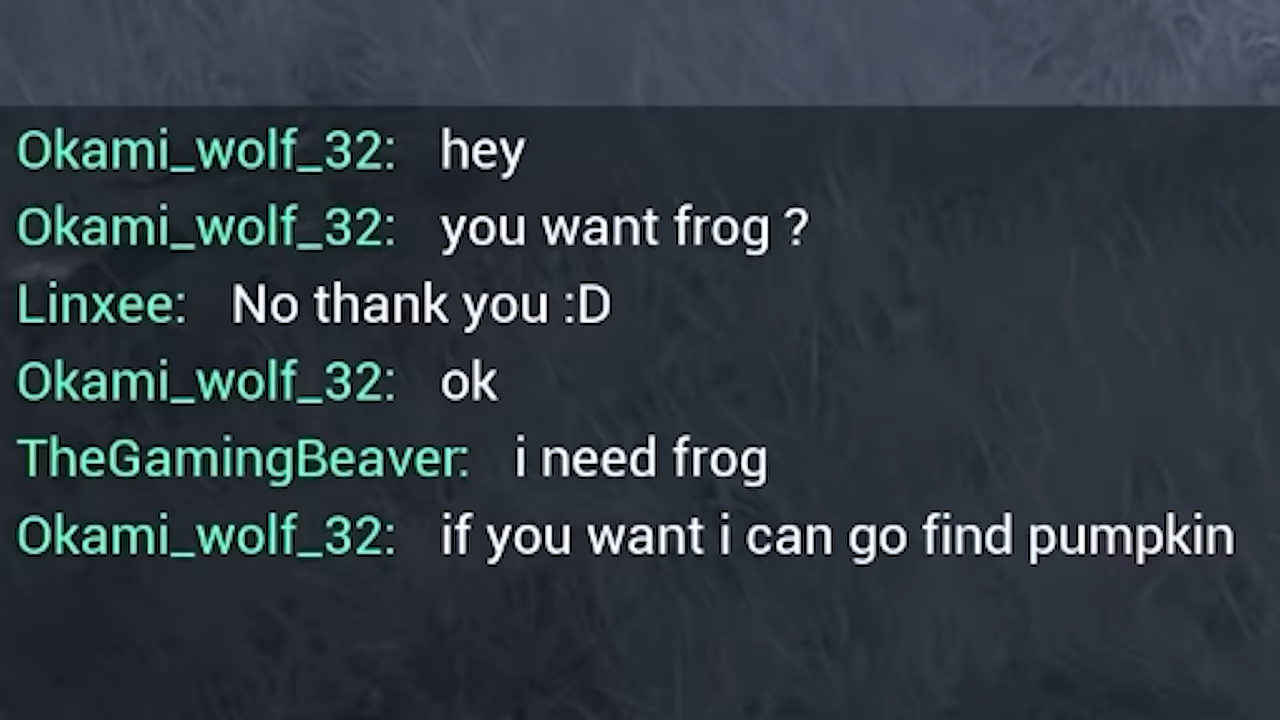 Okami_wolf_32: hey
Okami_wolf_32: you want frog ?
Linxee: No thank you :D
Okami_wolf_32: ok
TheGamingBeaver: i need frog
Okami_wolf_32: if you want i can go find pumpkin